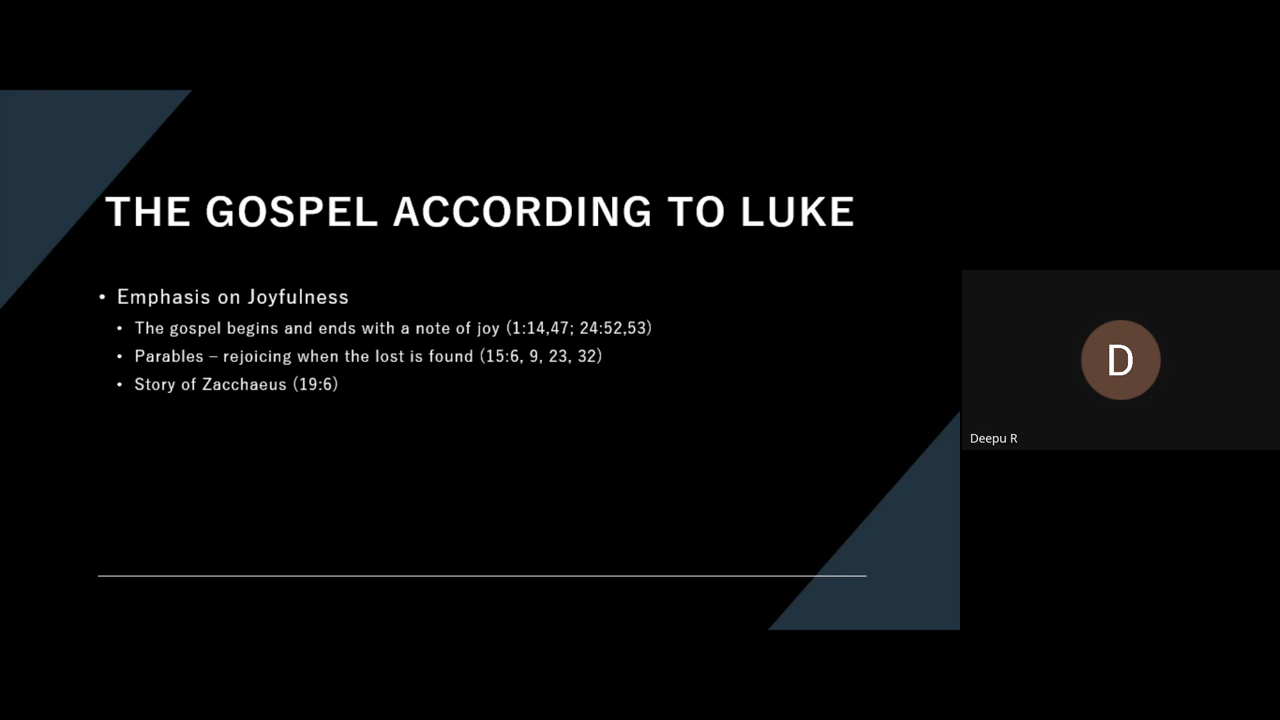 THE GOSPEL ACCORDING TO LUKE
• Emphasis on Joyfulness
• The gospel begins and ends with a note of joy (1:14,47; 24:52,53)
• Parables – rejoicing when the lost is found (15:6, 9, 23, 32)
• Story of Zacchaeus (19:6)
D
Deepu R